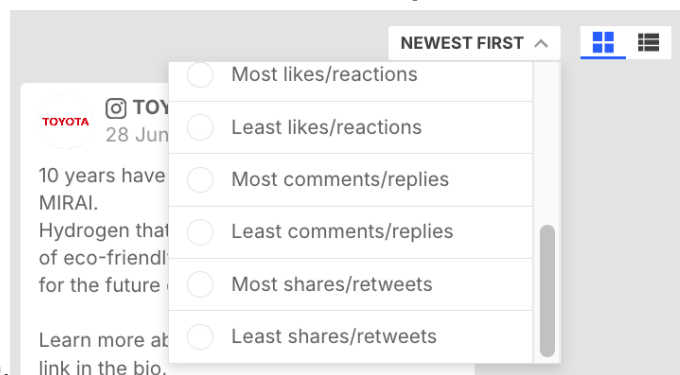 NEWEST FIRST
Most likes/reactions
Least likes/reactions
Most comments/replies
Least comments/replies
Most shares/retweets
Least shares/retweets
TOYOTA
28 Jun
10 years have
MIRAI.
Hydrogen that
of eco-friendl
for the future
Learn more ab
link in the bio.